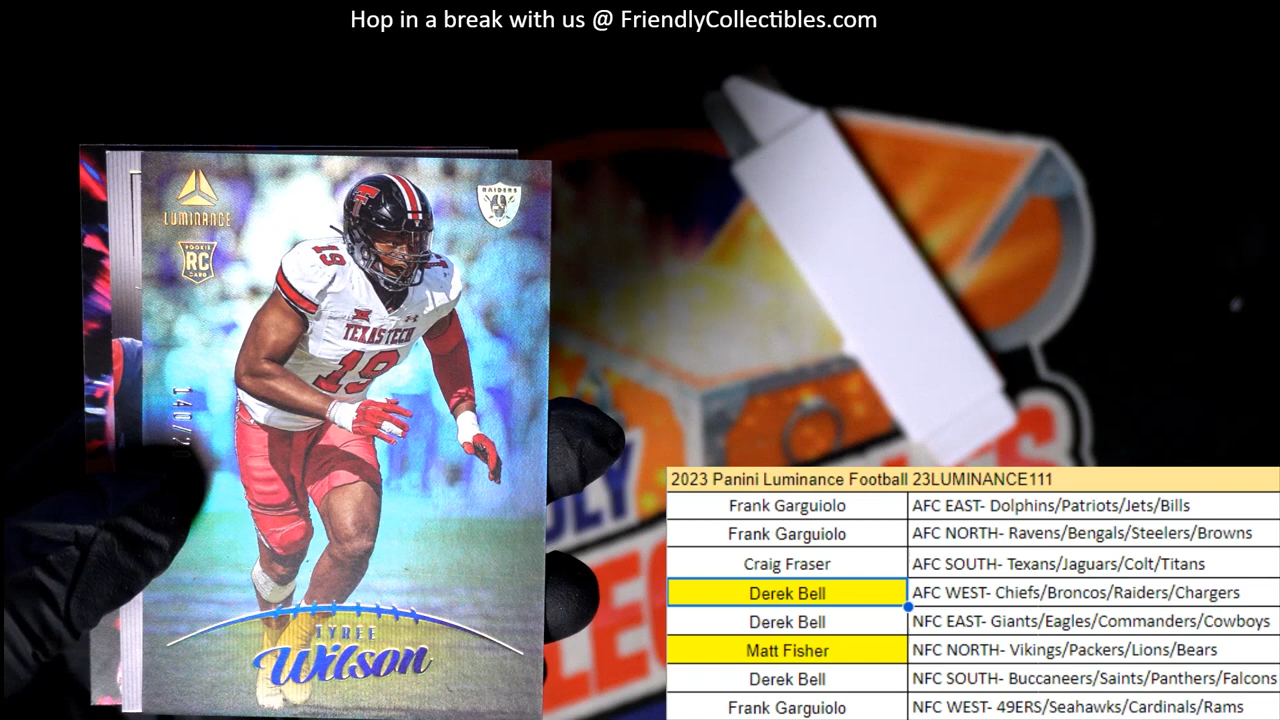 Hop in a break with us @ FriendlyCollectibles.com
LUMINANCE
ROOKIE
RC
CARD
RAIDERS
19
TEXAS TECH
19
TYREE
Wilson
2023 Panini Luminance Football 23LUMINANCE111
Frank Garguiolo AFC EAST- Dolphins/Patriots/Jets/Bills
Frank Garguiolo AFC NORTH- Ravens/Bengals/Steelers/Browns
Craig Fraser AFC SOUTH- Texans/Jaguars/Colt/Titans
Derek Bell AFC WEST- Chiefs/Broncos/Raiders/Chargers
Derek Bell NFC EAST- Giants/Eagles/Commanders/Cowboys
Matt Fisher NFC NORTH- Vikings/Packers/Lions/Bears
Derek Bell NFC SOUTH- Buccaneers/Saints/Panthers/Falcons
Frank Garguiolo NFC WEST- 49ERS/Seahawks/Cardinals/Rams